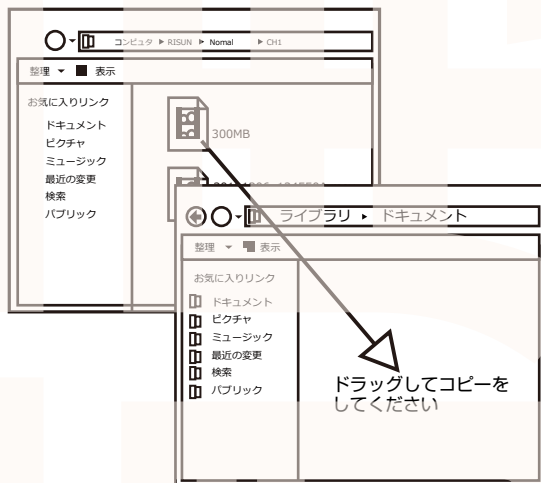 コンピュタ ▶ RISUN ▶ Nomal ▶ CH1
整理 ▼ ■ 表示
お気に入りリンク
ドキュメント
ピクチャ
ミュージック
最近の変更
検索
パブリック
300MB
ライブラリ ▸ ドキュメント
整理 ▼ 表示
お気に入りリンク
ドキュメント
ピクチャ
ミュージック
最近の変更
検索
パブリック
ドラッグしてコピーを
してください